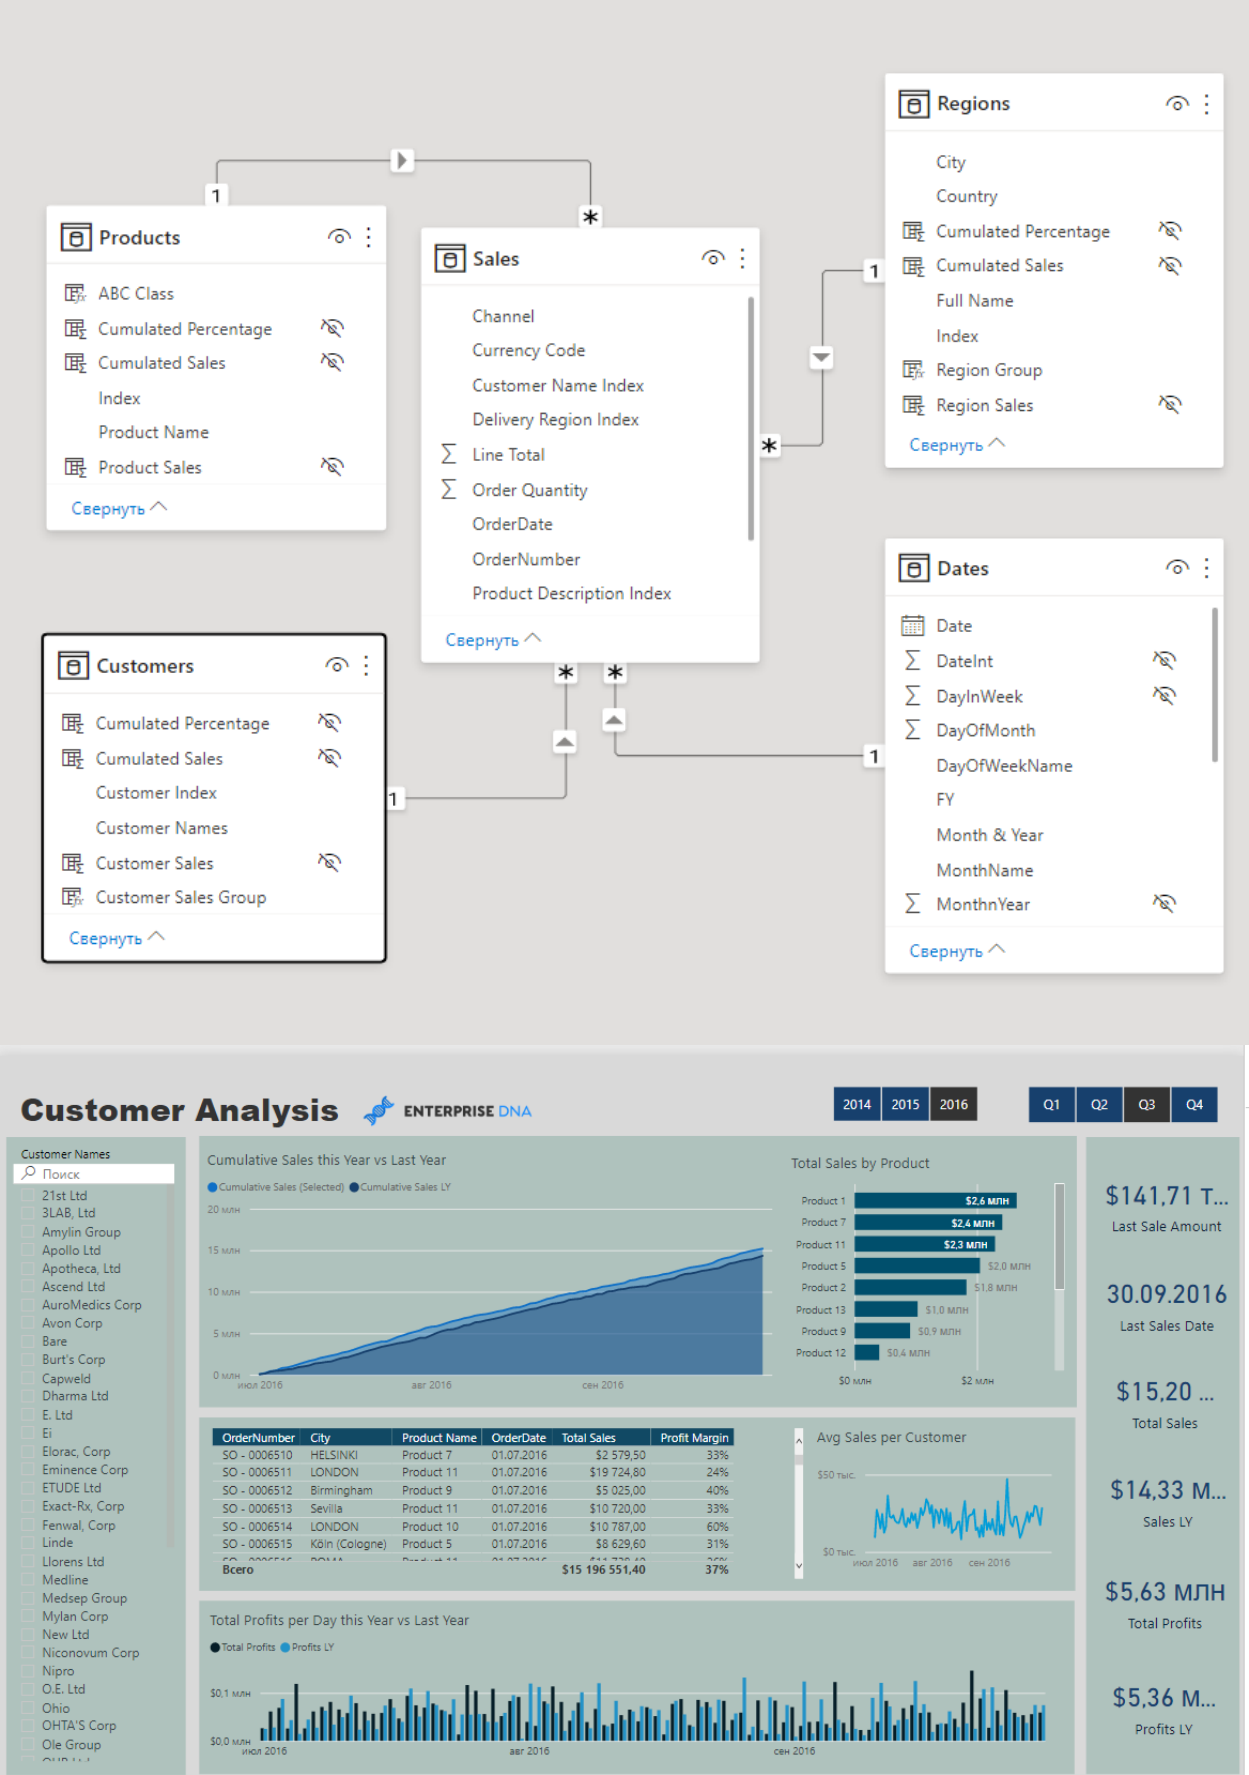 Products
ABC Class
Cumulated Percentage
Cumulated Sales
Index
Product Name
Product Sales
Свернуть
1
*
Sales
Channel
Currency Code
Customer Name Index
Delivery Region Index
Line Total
Order Quantity
OrderDate
OrderNumber
Product Description Index
Свернуть
Regions
City
Country
Cumulated Percentage
Cumulated Sales
Full Name
Index
Region Group
Region Sales
Свернуть
1
*
Customers
Cumulated Percentage
Cumulated Sales
Customer Index
Customer Names
Customer Sales
Customer Sales Group
Свернуть
1
*
*
1
Dates
Date
DateInt
DayInWeek
DayOfMonth
DayOfWeekName
FY
Month & Year
MonthName
MonthnYear
Свернуть
Customer Analysis
ENTERPRISE DNA
2014 2015 2016
Q1 Q2 Q3 Q4
Customer Names
Поиск
21st Ltd
3LAB, Ltd
Amylin Group
Apollo Ltd
Apotheca, Ltd
Ascend Ltd
AuroMedics Corp
Avon Corp
Bare
Burt's Corp
Capweld
Dharma Ltd
E. Ltd
Ei
Elorac, Corp
Eminence Corp
ETUDE Ltd
Exact-Rx, Corp
Fenwal, Corp
Linde
Llorens Ltd
Medline
Medsep Group
Mylan Corp
New Ltd
Niconovum Corp
Nipro
O.E. Ltd
Ohio
OHTA'S Corp
Ole Group
Cumulative Sales this Year vs Last Year
Cumulative Sales (Selected) Cumulative Sales LY
20 млн
15 млн
10 млн
5 млн
0 млн
июл 2016 авг 2016 сен 2016
Total Sales by Product
Product 1 $2,6 млн
Product 7 $2,4 млн
Product 11 $2,3 млн
Product 5 $2,0 млн
Product 2 $1,8 млн
Product 13 $1,0 млн
Product 9 $0,9 млн
Product 12 $0,4 млн
$0 млн $2 млн
OrderNumber City Product Name OrderDate Total Sales Profit Margin
SO - 0006510 HELSINKI Product 7 01.07.2016 $2 579,50 33%
SO - 0006511 LONDON Product 11 01.07.2016 $19 724,80 24%
SO - 0006512 Birmingham Product 9 01.07.2016 $5 025,00 40%
SO - 0006513 Sevilla Product 11 01.07.2016 $10 720,00 33%
SO - 0006514 LONDON Product 10 01.07.2016 $10 787,00 60%
SO - 0006515 Köln (Cologne) Product 5 01.07.2016 $8 629,60 31%
Всего $15 196 551,40 37%
Avg Sales per Customer
$50 тыс.
$0 тыс.
июл 2016 авг 2016 сен 2016
Total Profits per Day this Year vs Last Year
Total Profits Profits LY
$0,1 млн
$0,0 млн
июл 2016 авг 2016 сен 2016
$141,71 т...
Last Sale Amount
30.09.2016
Last Sales Date
$15,20 ...
Total Sales
$14,33 м...
Sales LY
$5,63 млн
Total Profits
$5,36 м...
Profits LY